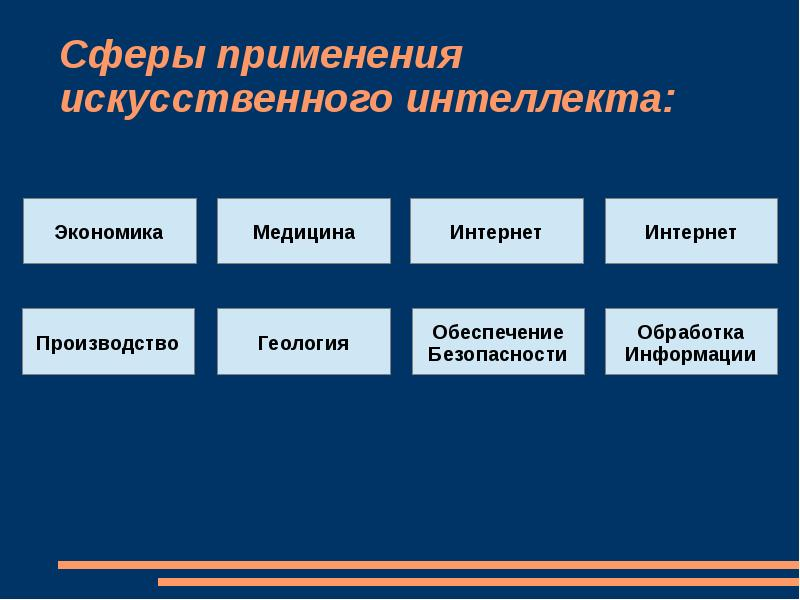 Сферы применения
искусственного интеллекта:
Экономика
Медицина
Интернет
Интернет
Производство
Геология
Обеспечение
Безопасности
Обработка
Информации